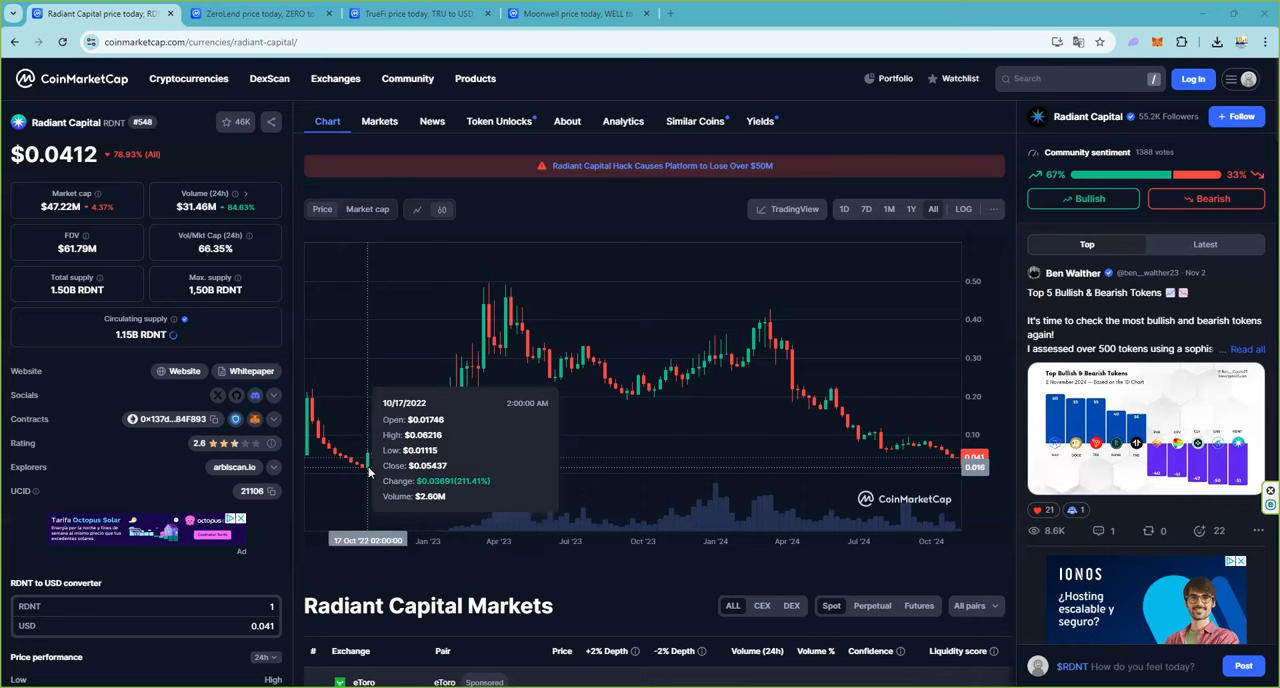 Radiant Capital price today, RDN
ZeroLend price today, ZERO to
TrueFi price today, TRU to USD
Moonwell price today, WELL to
coinmarketcap.com/currencies/radiant-capital/
CoinMarketCap
Cryptocurrencies
DexScan
Exchanges
Community
Products
Portfolio
Watchlist
Search
/
Log In
Radiant Capital RDNT #548
46K
$0.0412 78.93% (All)
Market cap
$47.22M 4.37%
Volume (24h)
$31.46M 84.63%
FDV
$61.79M
Vol/Mkt Cap (24h)
66.35%
Total supply
1.50B RDNT
Max. supply
1,50B RDNT
Circulating supply
1.15B RDNT
Website
Website
Whitepaper
Socials
Contracts
0x137d...84F893
Rating
2.6
Explorers
arbiscan.io
UCID
21106
Tarifa Octopus Solar
octopus
Ad
RDNT to USD converter
RDNT 1
USD 0.041
Price performance 24h
Low High
Chart
Markets
News
Token Unlocks
About
Analytics
Similar Coins
Yields
Radiant Capital Hack Causes Platform to Lose Over $50M
Price
Market cap
TradingView
1D
7D
1M
1Y
All
LOG
0.50
0.40
0.30
0.20
0.10
0.041
0.016
10/17/2022 2:00:00 AM
Open: $0.01746
High: $0.06216
Low: $0.01115
Close: $0.05437
Change: $0.03691(211.41%)
Volume: $2.60M
CoinMarketCap
17 Oct '22 02:00:00
Jan '23
Apr '23
Jul '23
Oct '23
Jan '24
Apr '24
Jul '24
Oct '24
Radiant Capital Markets
ALL
CEX
DEX
Spot
Perpetual
Futures
All pairs
# Exchange Pair Price +2% Depth -2% Depth Volume (24h) Volume % Confidence Liquidity score
eToro eToro Sponsored
Radiant Capital 55.2K Followers
+ Follow
Community sentiment 1388 votes
67% 33%
Bullish
Bearish
Top
Latest
Ben Walther @ben__walther23 · Nov 2
Top 5 Bullish & Bearish Tokens
It's time to check the most bullish and bearish tokens
again!
I assessed over 500 tokens using a sophis ... Read all
Top Bullish & Bearish Tokens
2 November 2024 — Based on the 1D Chart
21
1
8.6K
1
0
22
IONOS
¿Hosting
escalable y
seguro?
$RDNT How do you feel today?
Post